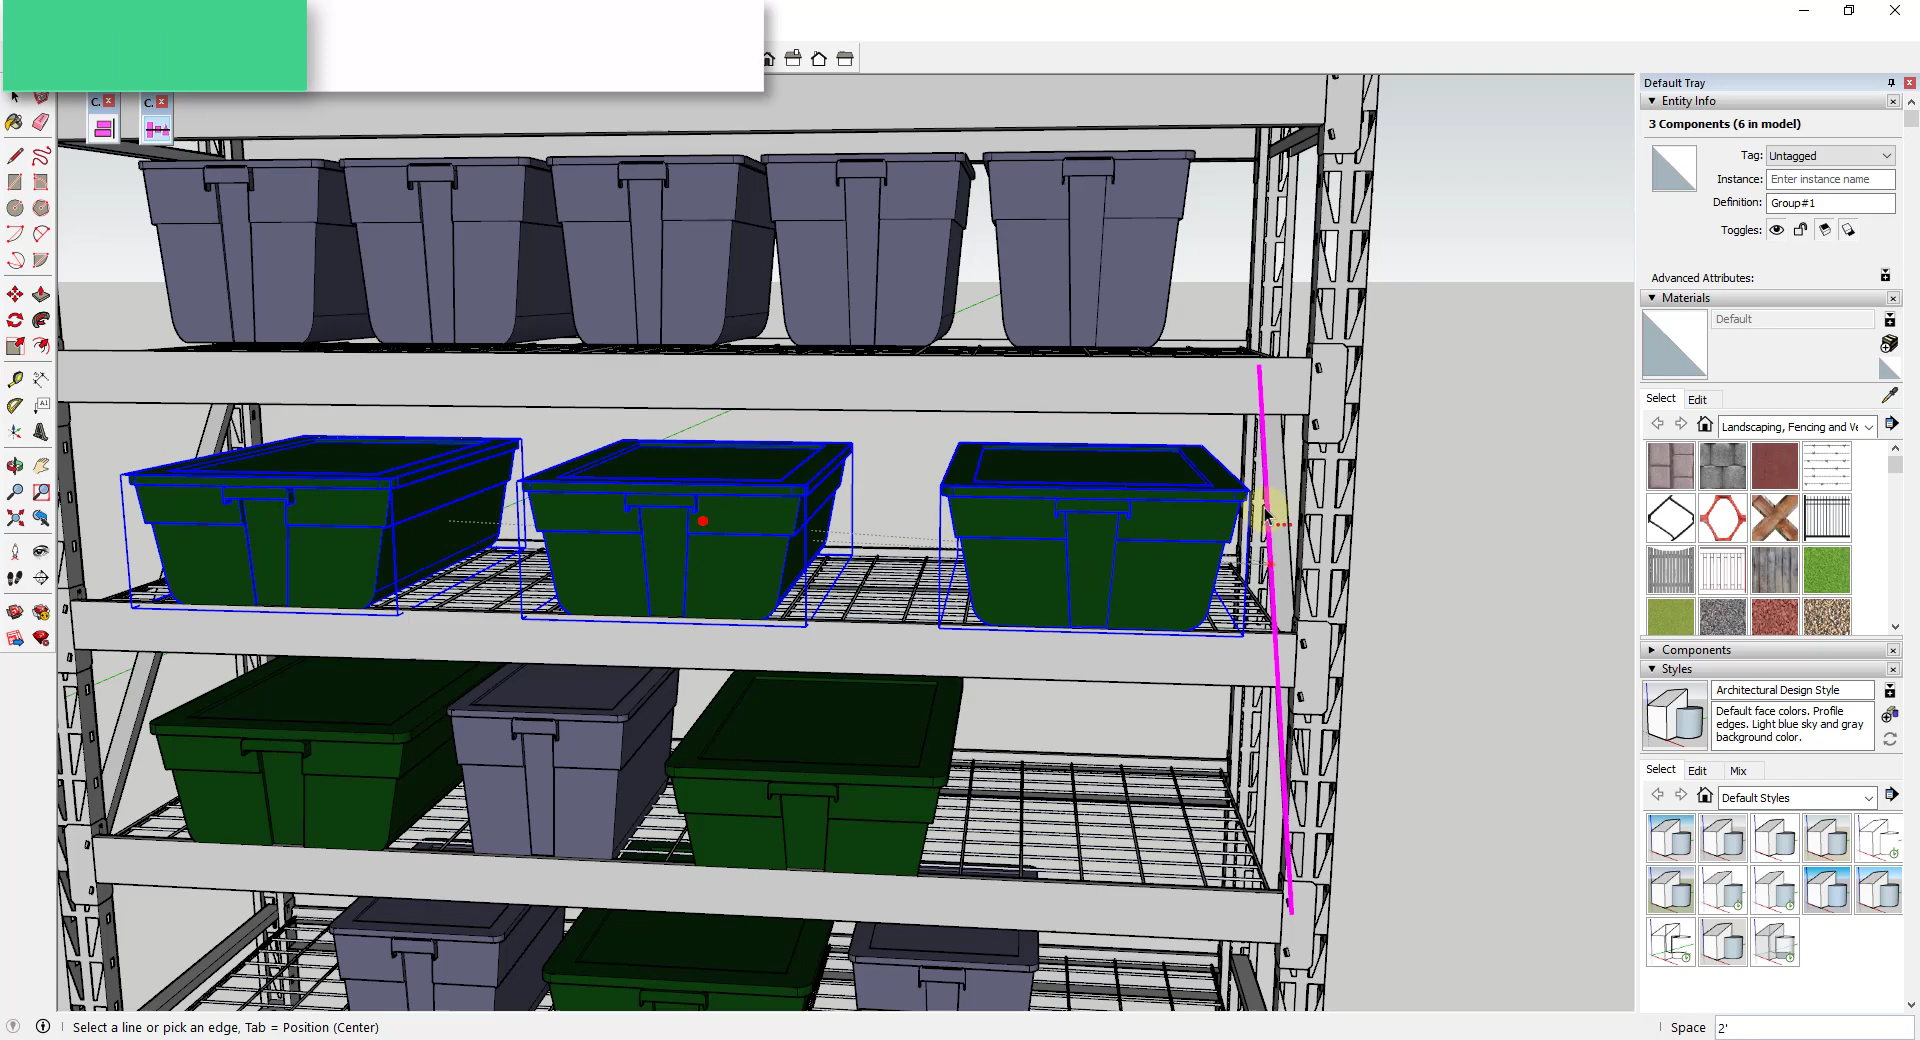 C.
C.
A1
Default Tray
Entity Info
3 Components (6 in model)
Tag: Untagged
Instance: Enter instance name
Definition: Group#1
Toggles:
Advanced Attributes:
Materials
Default
Select Edit
Landscaping, Fencing and Ve
Components
Styles
Architectural Design Style
Default face colors. Profile
edges. Light blue sky and gray
background color.
Select Edit Mix
Default Styles
Select a line or pick an edge, Tab = Position (Center)
Space 2'